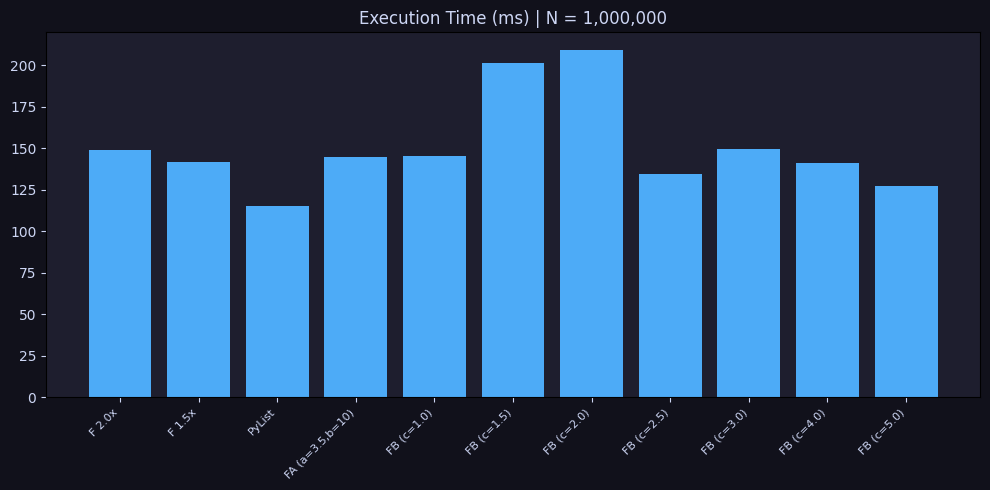 Execution Time (ms) | N = 1,000,000
200
175
150
125
100
75
50
25
0
F 2.0x
F 1.5x
PyList
FA (a=3.5,b=10)
FB (c=1.0)
FB (c=1.5)
FB (c=2.0)
FB (c=2.5)
FB (c=3.0)
FB (c=4.0)
FB (c=5.0)